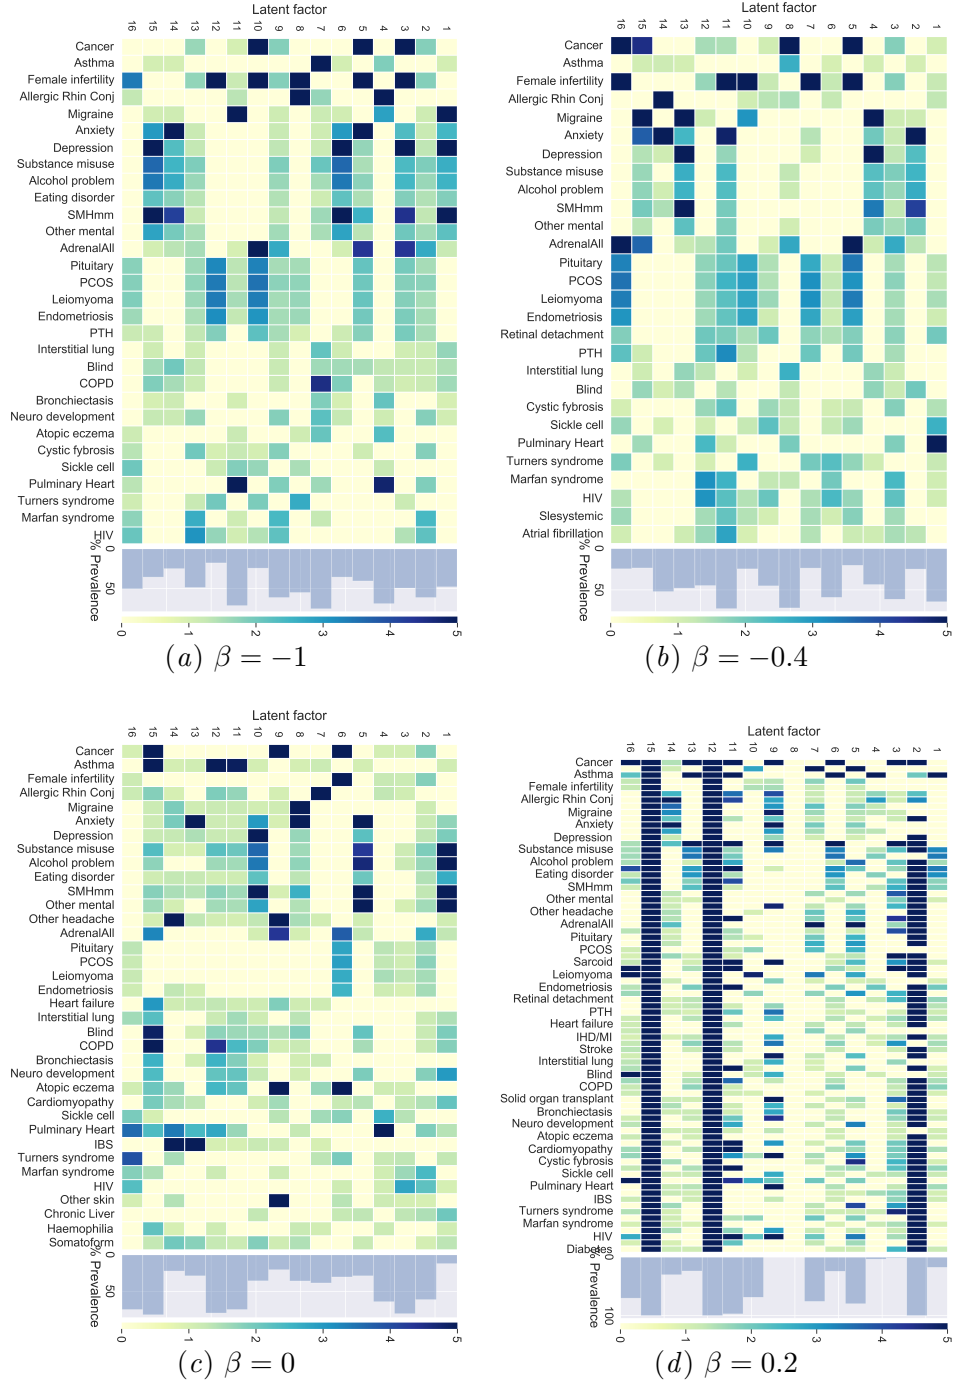 Latent factor
16 15 14 13 12 11 10 9 8 7 6 5 4 3 2 1
Cancer
Asthma
Female infertility
Allergic Rhin Conj
Migraine
Anxiety
Depression
Substance misuse
Alcohol problem
Eating disorder
SMHmm
Other mental
AdrenalAll
Pituitary
PCOS
Leiomyoma
Endometriosis
PTH
Interstitial lung
Blind
COPD
Bronchiectasis
Neuro development
Atopic eczema
Cystic fybrosis
Sickle cell
Pulminary Heart
Turners syndrome
Marfan syndrome
HIV
0
50
% Prevalence
0 1 2 3 4 5
(a) β = −1
Latent factor
16 15 14 13 12 11 10 9 8 7 6 5 4 3 2 1
Cancer
Asthma
Female infertility
Allergic Rhin Conj
Migraine
Anxiety
Depression
Substance misuse
Alcohol problem
SMHmm
Other mental
AdrenalAll
Pituitary
PCOS
Leiomyoma
Endometriosis
Retinal detachment
PTH
Interstitial lung
Blind
Cystic fybrosis
Sickle cell
Pulminary Heart
Turners syndrome
Marfan syndrome
HIV
Slesystemic
Atrial fibrillation
0
50
% Prevalence
0 1 2 3 4 5
(b) β = −0.4
Latent factor
16 15 14 13 12 11 10 9 8 7 6 5 4 3 2 1
Cancer
Asthma
Female infertility
Allergic Rhin Conj
Migraine
Anxiety
Depression
Substance misuse
Alcohol problem
Eating disorder
SMHmm
Other mental
Other headache
AdrenalAll
Pituitary
PCOS
Leiomyoma
Endometriosis
Heart failure
Interstitial lung
Blind
COPD
Bronchiectasis
Neuro development
Atopic eczema
Cardiomyopathy
Sickle cell
Pulminary Heart
IBS
Turners syndrome
Marfan syndrome
HIV
Other skin
Chronic Liver
Haemophilia
Somatoform
0
50
% Prevalence
0 1 2 3 4 5
(c) β = 0
Latent factor
16 15 14 13 12 11 10 9 8 7 6 5 4 3 2 1
Cancer
Asthma
Female infertility
Allergic Rhin Conj
Migraine
Anxiety
Depression
Substance misuse
Alcohol problem
Eating disorder
SMHmm
Other mental
Other headache
AdrenalAll
Pituitary
PCOS
Sarcoid
Leiomyoma
Endometriosis
Retinal detachment
PTH
Heart failure
IHD/MI
Stroke
Interstitial lung
Blind
COPD
Solid organ transplant
Bronchiectasis
Neuro development
Atopic eczema
Cardiomyopathy
Cystic fybrosis
Sickle cell
Pulminary Heart
IBS
Turners syndrome
Marfan syndrome
HIV
Diabetes
0
100
% Prevalence
0 1 2 3 4 5
(d) β = 0.2